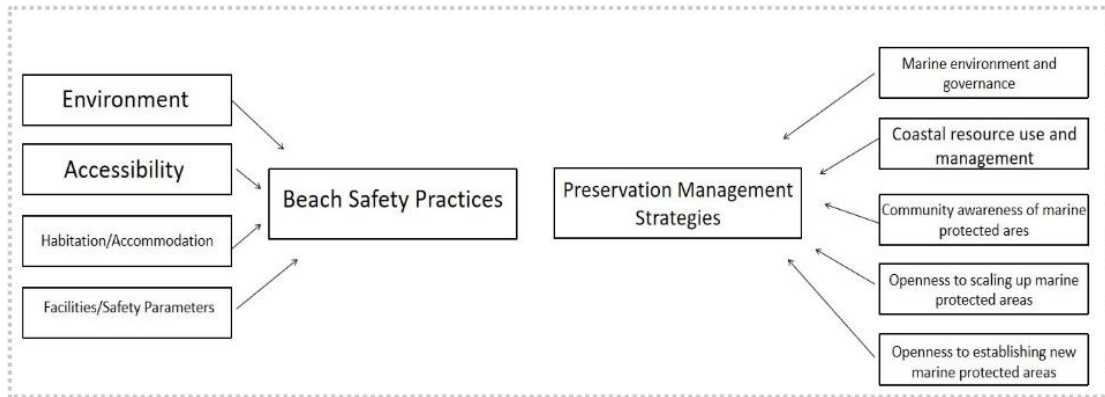 Environment
Accessibility
Habitation/Accommodation
Facilities/Safety Parameters
Beach Safety Practices
Preservation Management
Strategies
Marine environment and
governance
Coastal resource use and
management
Community awareness of marine
protected ares
Openness to scaling up marine
protected areas
Openness to establishing new
marine protected areas